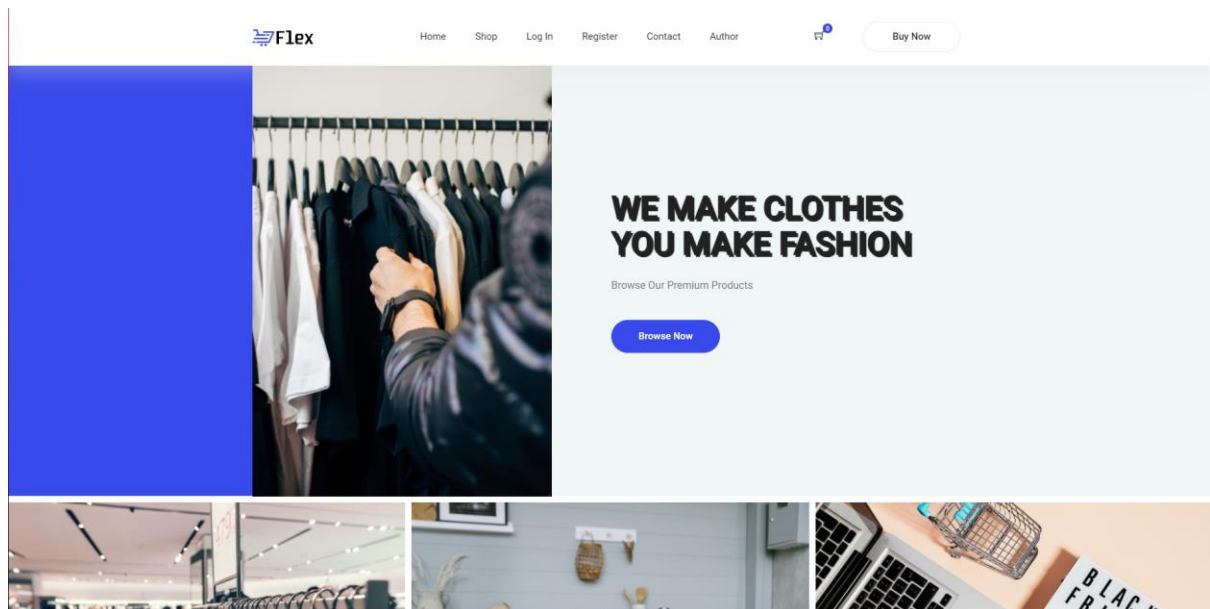 Flex
Home Shop Log In Register Contact Author
0
Buy Now
WE MAKE CLOTHES
YOU MAKE FASHION
Browse Our Premium Products
Browse Now